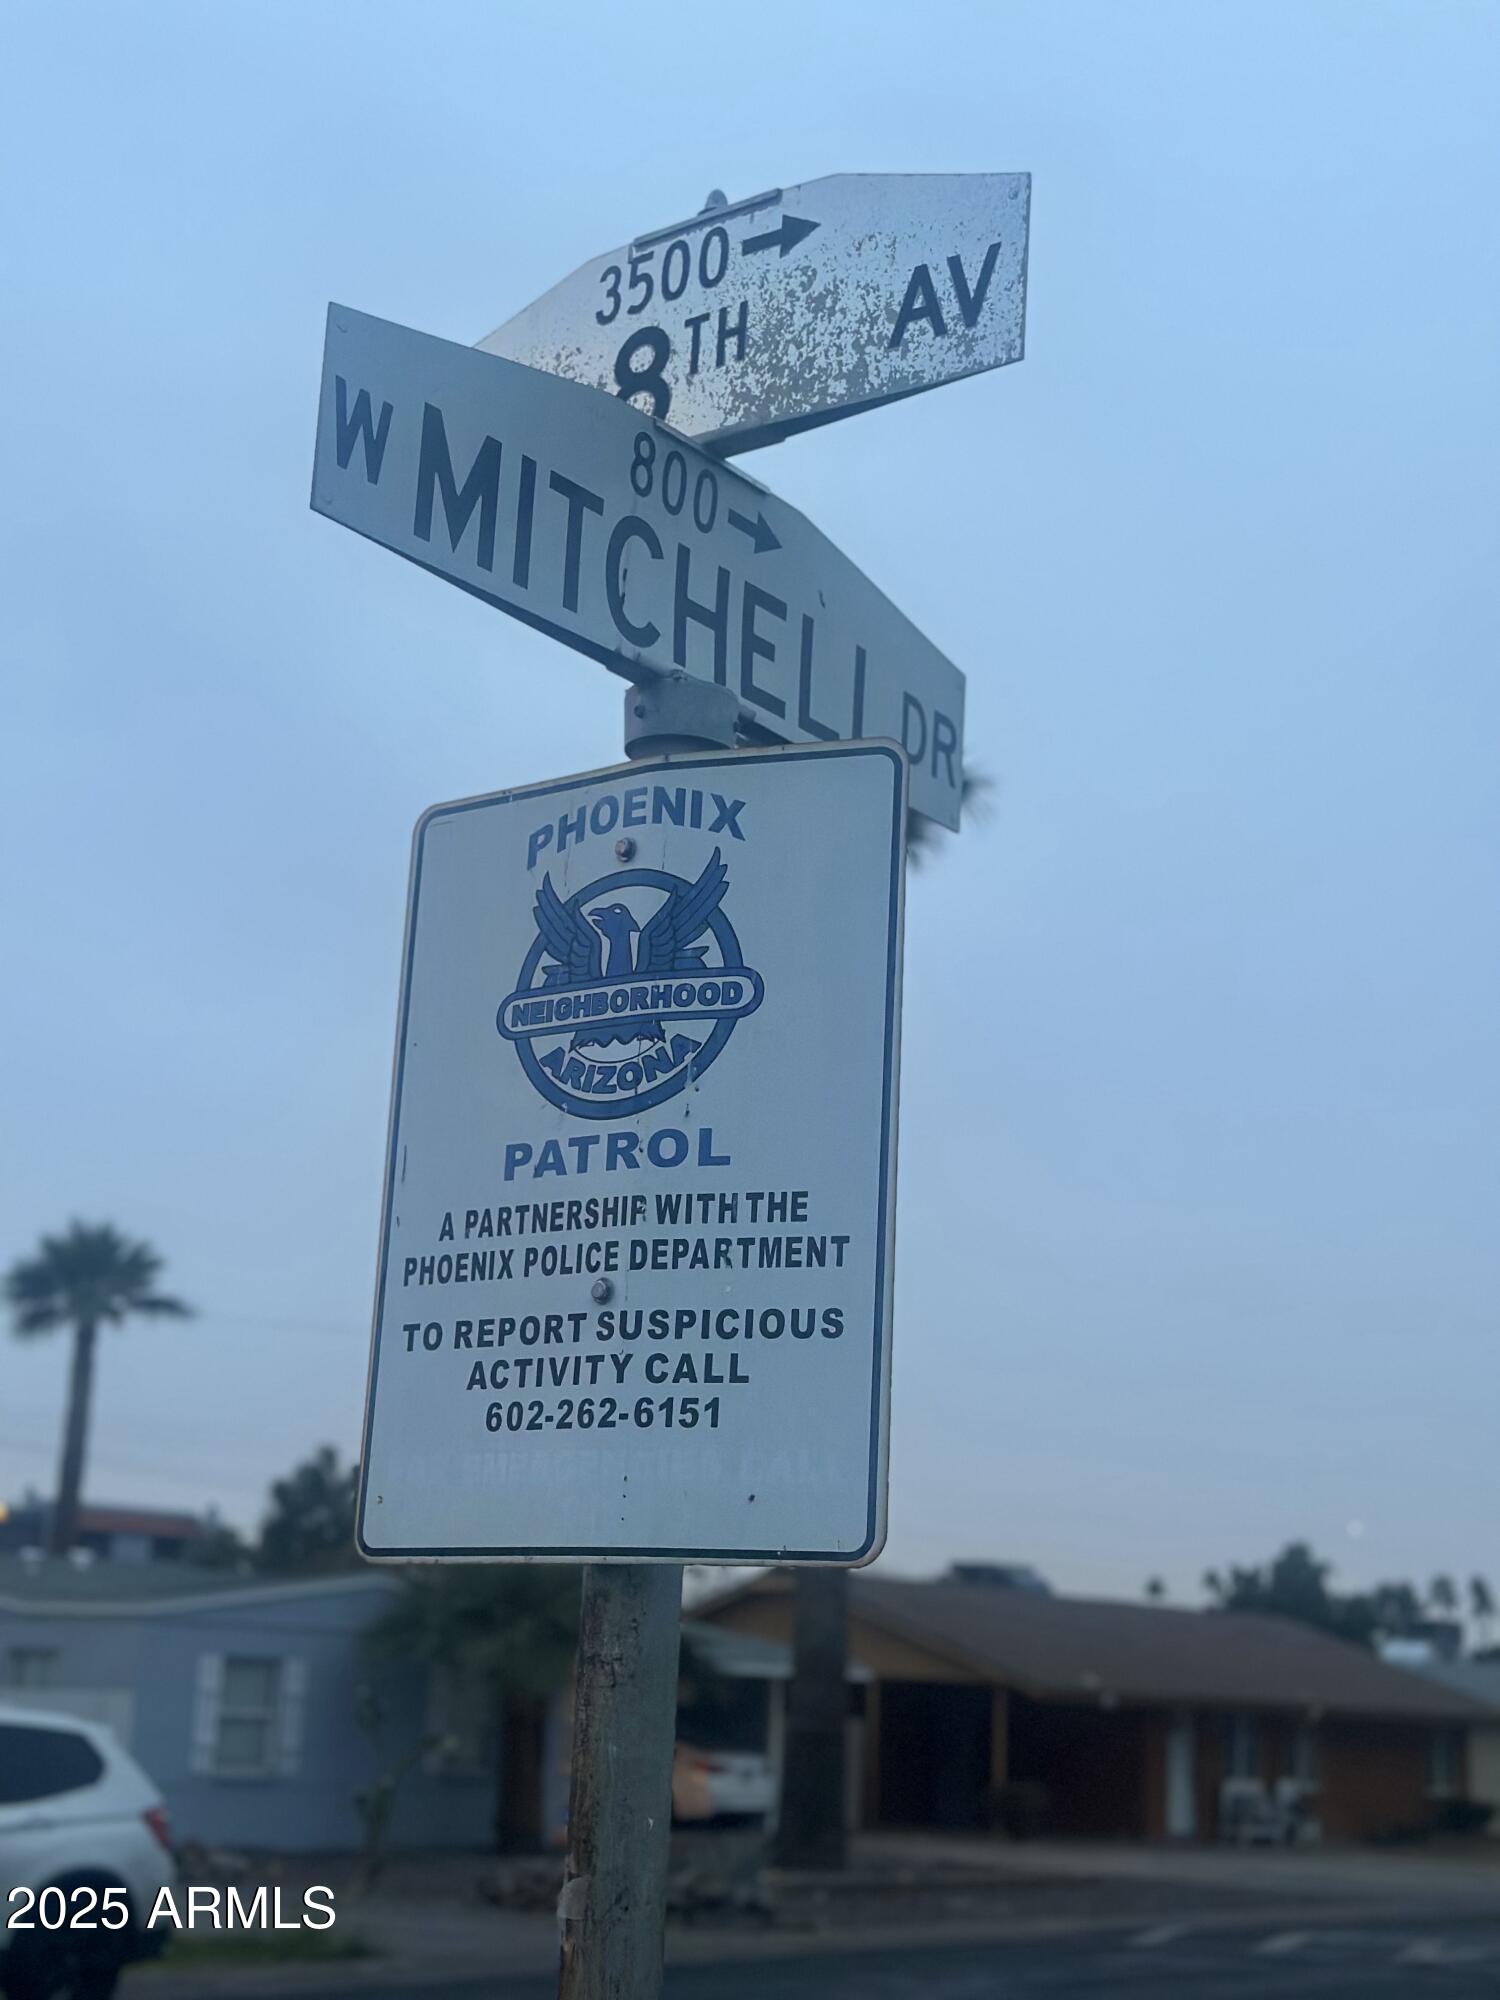 3500→
8TH AV
800→
W MITCHELL DR
PHOENIX
NEIGHBORHOOD
ARIZONA
PATROL
A PARTNERSHIP WITH THE
PHOENIX POLICE DEPARTMENT
TO REPORT SUSPICIOUS
ACTIVITY CALL
602-262-6151
2025 ARMLS